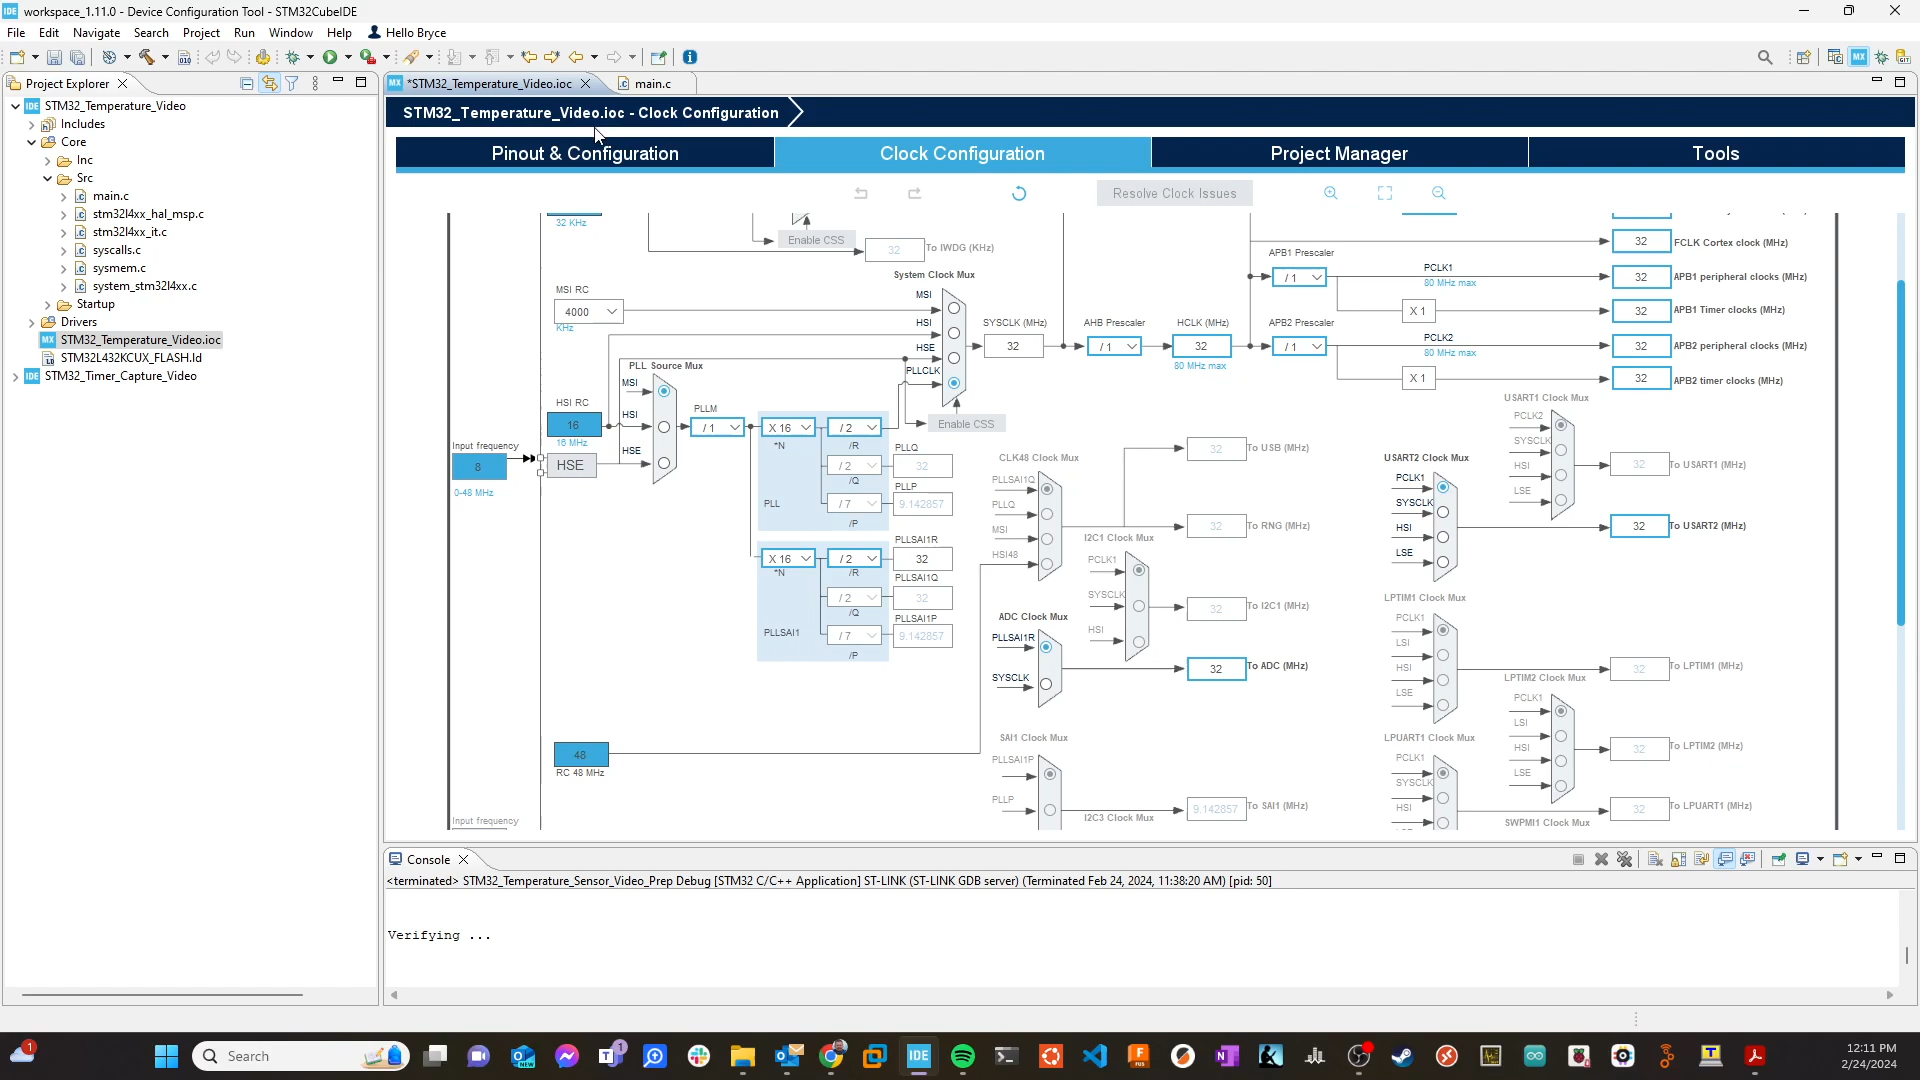 IDE workspace_1.11.0 - Device Configuration Tool - STM32CubeIDE
File Edit Navigate Search Project Run Window Help Hello Bryce
Project Explorer
MX *STM32_Temperature_Video.ioc
.c main.c
IDE STM32_Temperature_Video
Includes
Core
Inc
Src
main.c
stm32l4xx_hal_msp.c
stm32l4xx_it.c
syscalls.c
sysmem.c
system_stm32l4xx.c
Startup
Drivers
MX STM32_Temperature_Video.ioc
STM32L432KCUX_FLASH.ld
IDE STM32_Timer_Capture_Video
STM32_Temperature_Video.ioc - Clock Configuration
Pinout & Configuration
Clock Configuration
Project Manager
Tools
Resolve Clock Issues
32 KHz
Enable CSS
32 To IWDG (KHz)
System Clock Mux
MSI RC
4000
KHz
MSI
HSI
HSE
PLLCLK
SYSCLK (MHz)
32
AHB Prescaler
/ 1
HCLK (MHz)
32
80 MHz max
Enable CSS
APB1 Prescaler
/ 1
PCLK1
80 MHz max
X 1
APB2 Prescaler
/ 1
PCLK2
80 MHz max
X 1
32 FCLK Cortex clock (MHz)
32 APB1 peripheral clocks (MHz)
32 APB1 Timer clocks (MHz)
32 APB2 peripheral clocks (MHz)
32 APB2 timer clocks (MHz)
PLL Source Mux
MSI
HSI
HSE
HSI RC
16
16 MHz
Input frequency
8
0-48 MHz
HSE
PLLM
/ 1
X 16
*N
/ 2
/R
PLLQ
/ 2
32
/Q
PLLP
PLL
/ 7
9.142857
/P
PLLSAI1R
X 16
*N
/ 2
32
/R
PLLSAI1Q
/ 2
32
/Q
PLLSAI1P
PLLSAI1
/ 7
9.142857
/P
48
RC 48 MHz
Input frequency
CLK48 Clock Mux
PLLSAI1Q
PLLQ
MSI
HSI48
32 To USB (MHz)
32 To RNG (MHz)
I2C1 Clock Mux
PCLK1
SYSCLK
HSI
32 To I2C1 (MHz)
ADC Clock Mux
PLLSAI1R
SYSCLK
32 To ADC (MHz)
SAI1 Clock Mux
PLLSAI1P
PLLP
9.142857 To SAI1 (MHz)
I2C3 Clock Mux
USART1 Clock Mux
PCLK2
SYSCLK
HSI
LSE
32 To USART1 (MHz)
USART2 Clock Mux
PCLK1
SYSCLK
HSI
LSE
32 To USART2 (MHz)
LPTIM1 Clock Mux
PCLK1
LSI
HSI
LSE
32 To LPTIM1 (MHz)
LPTIM2 Clock Mux
PCLK1
LSI
HSI
LSE
32 To LPTIM2 (MHz)
LPUART1 Clock Mux
PCLK1
SYSCLK
HSI
32 To LPUART1 (MHz)
SWPMI1 Clock Mux
Console
<terminated> STM32_Temperature_Sensor_Video_Prep Debug [STM32 C/C++ Application] ST-LINK (ST-LINK GDB server) (Terminated Feb 24, 2024, 11:38:20 AM) [pid: 50]
Verifying ...
1
Search
NEW
1
IDE
12:11 PM
2/24/2024